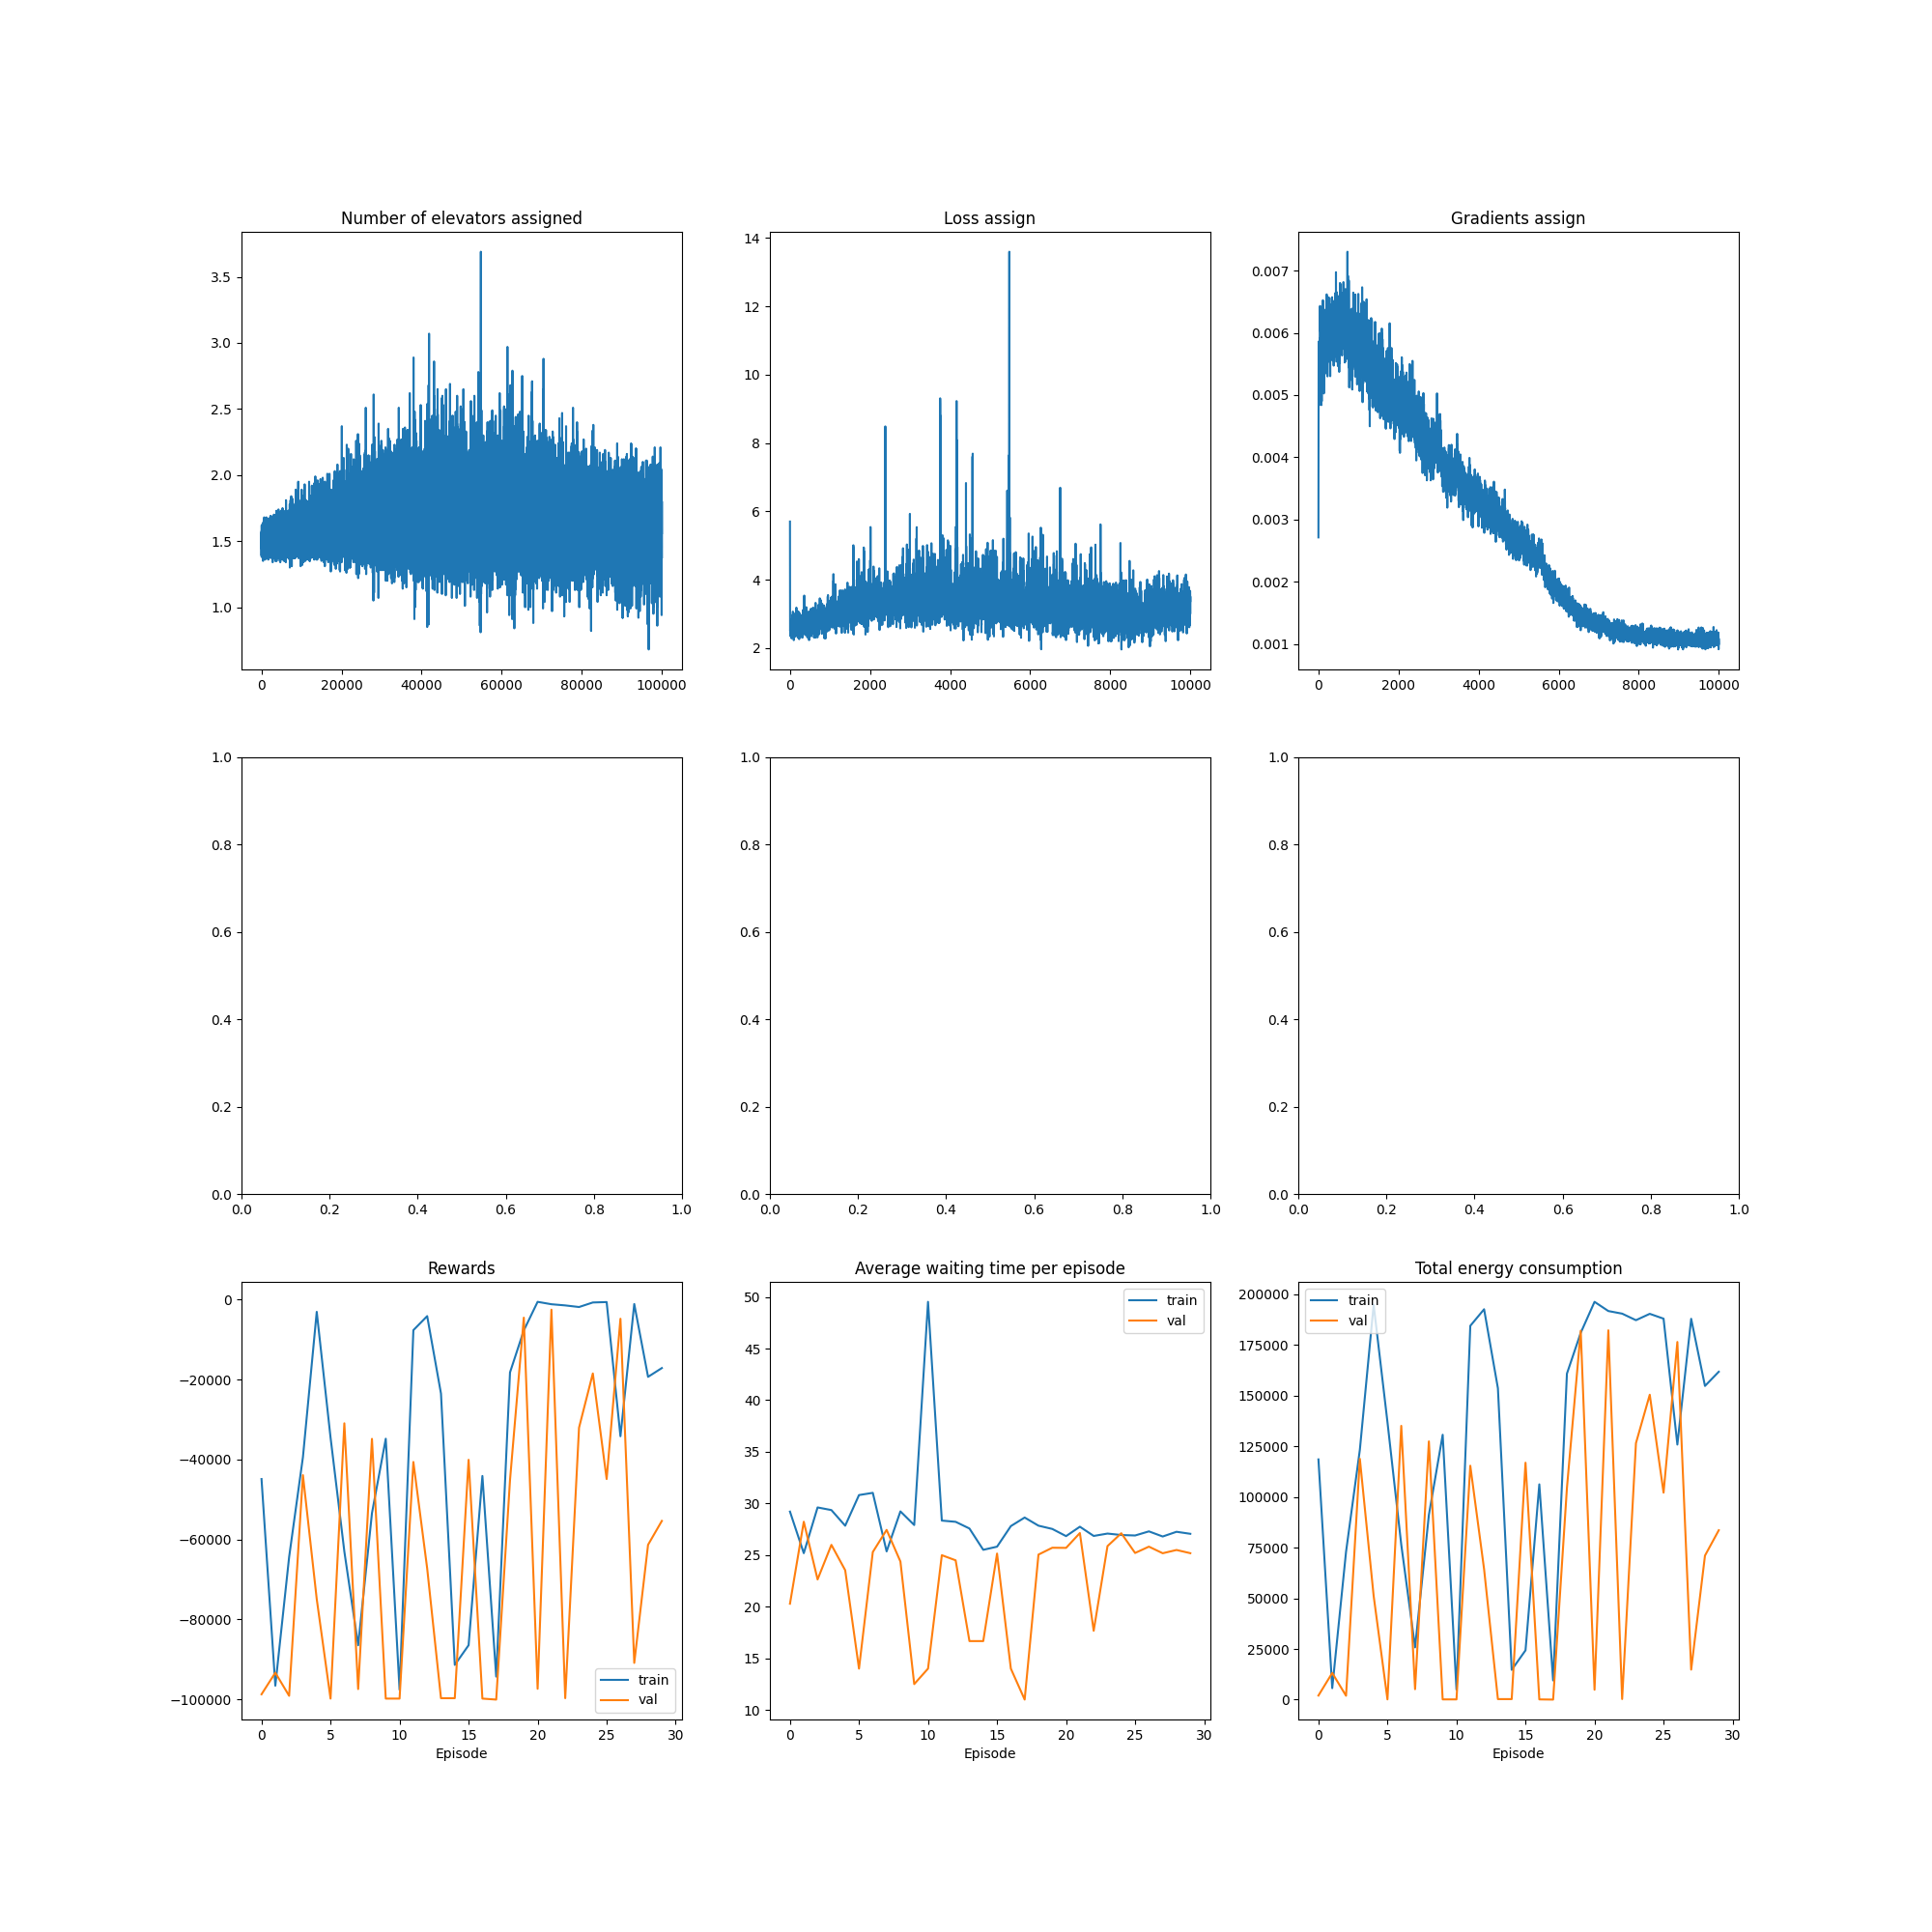 Number of elevators assigned
Loss assign
Gradients assign
3.5
3.0
2.5
2.0
1.5
1.0
0 20000 40000 60000 80000 100000
14
12
10
8
6
4
2
0 2000 4000 6000 8000 10000
0.007
0.006
0.005
0.004
0.003
0.002
0.001
0 2000 4000 6000 8000 10000
1.0
0.8
0.6
0.4
0.2
0.0
0.0 0.2 0.4 0.6 0.8 1.0
1.0
0.8
0.6
0.4
0.2
0.0
0.0 0.2 0.4 0.6 0.8 1.0
1.0
0.8
0.6
0.4
0.2
0.0
0.0 0.2 0.4 0.6 0.8 1.0
Rewards
0
−20000
−40000
−60000
−80000
−100000
train
val
0 5 10 15 20 25 30
Episode
Average waiting time per episode
50
45
40
35
30
25
20
15
10
train
val
0 5 10 15 20 25 30
Episode
Total energy consumption
200000
175000
150000
125000
100000
75000
50000
25000
0
train
val
0 5 10 15 20 25 30
Episode